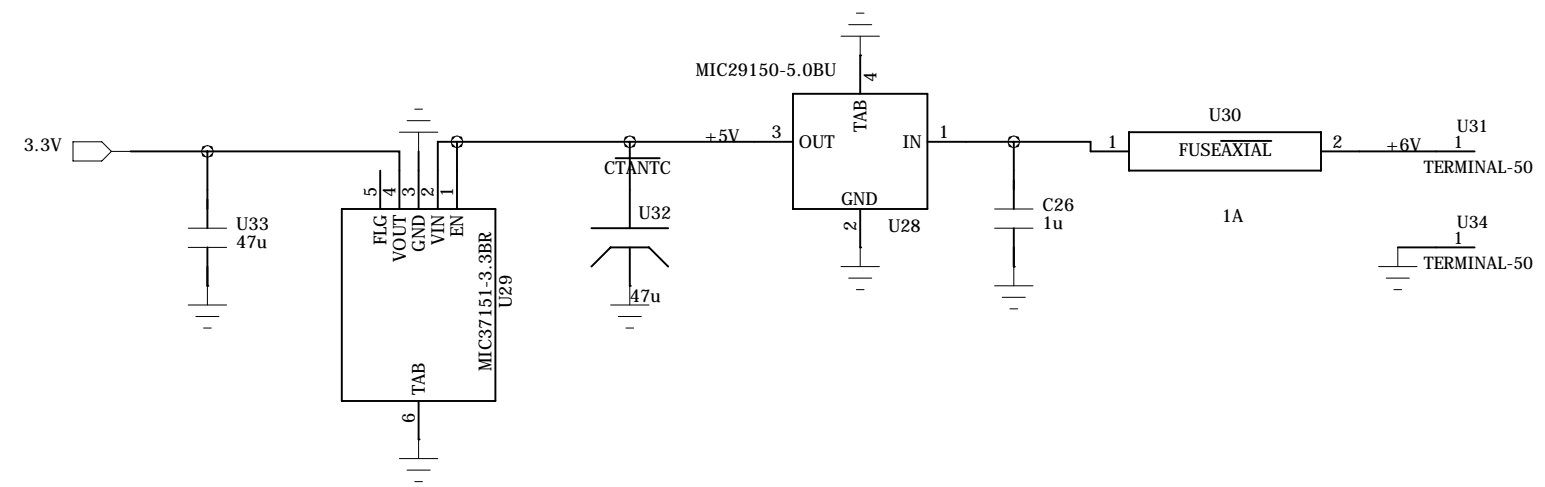 MIC29150-5.0BU
4
TAB
3.3V
+5V
3
OUT
IN
1
U30
1
FUSEAXIAL
2
+6V
1
U31
TERMINAL-50
CTANTC
5
4
3
2
1
FLG
VOUT
GND
VIN
EN
U33
47u
U32
47u
GND
2
U28
C26
1u
1A
U34
1
TERMINAL-50
MIC37151-3.3BR
U29
TAB
6